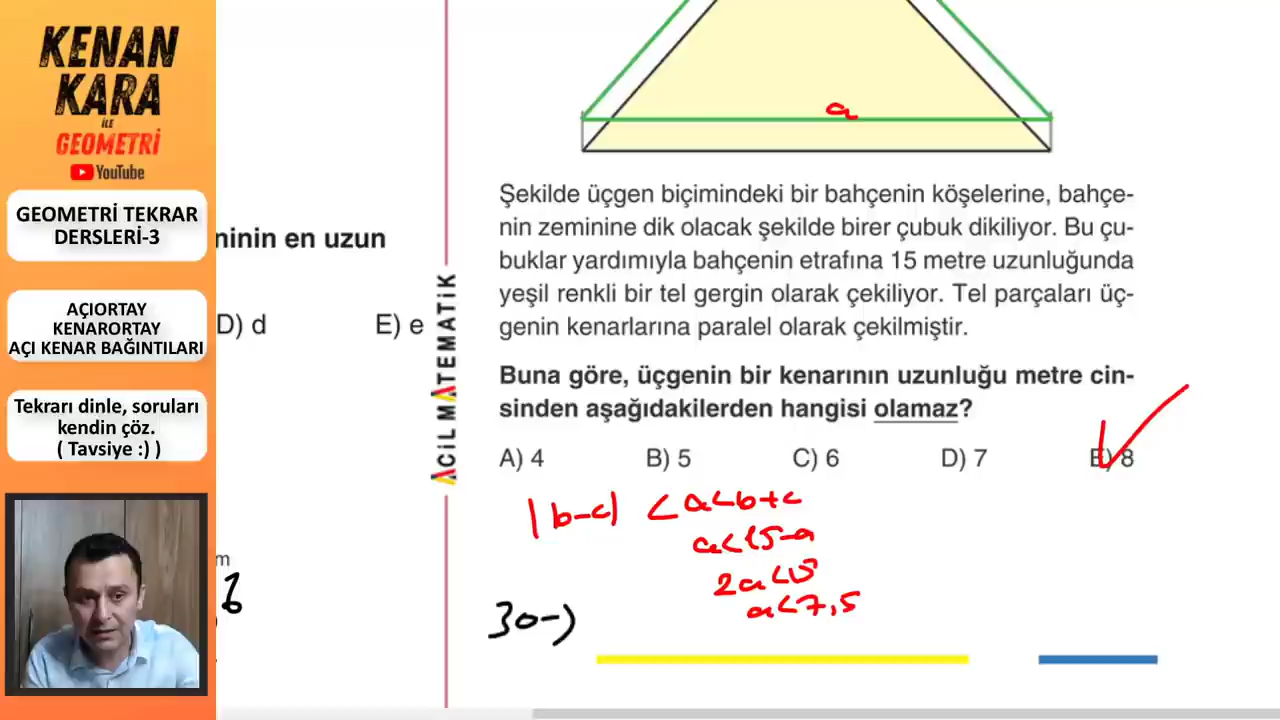 KENAN
KARA
İLE
GEOMETRİ
YouTube
GEOMETRİ TEKRAR
DERSLERİ-3
AÇIORTAY
KENARORTAY
AÇI KENAR BAĞINTILARI
Tekrarı dinle, soruları
kendin çöz.
( Tavsiye :) )
ninin en uzun
D) d E) e
m
6
ACİL MATEMATİK
a
Şekilde üçgen biçimindeki bir bahçenin köşelerine, bahçe-
nin zeminine dik olacak şekilde birer çubuk dikiliyor. Bu çu-
buklar yardımıyla bahçenin etrafına 15 metre uzunluğunda
yeşil renkli bir tel gergin olarak çekiliyor. Tel parçaları üç-
genin kenarlarına paralel olarak çekilmiştir.
Buna göre, üçgenin bir kenarının uzunluğu metre cin-
sinden aşağıdakilerden hangisi olamaz?
A) 4 B) 5 C) 6 D) 7 E) 8
|b-c| < a < b+c
a < 15-a
2a < 15
a < 7,5
30-)